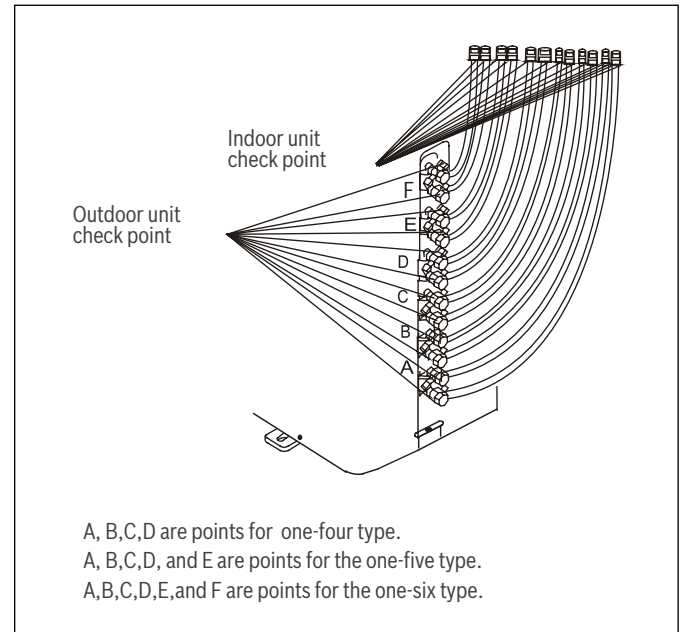 Indoor unit
check point
Outdoor unit
check point
F
E
D
C
B
A
A, B,C,D are points for  one-four type.
A, B,C,D, and E are points for the one-five type.
A,B,C,D,E,and F are points for the one-six type.